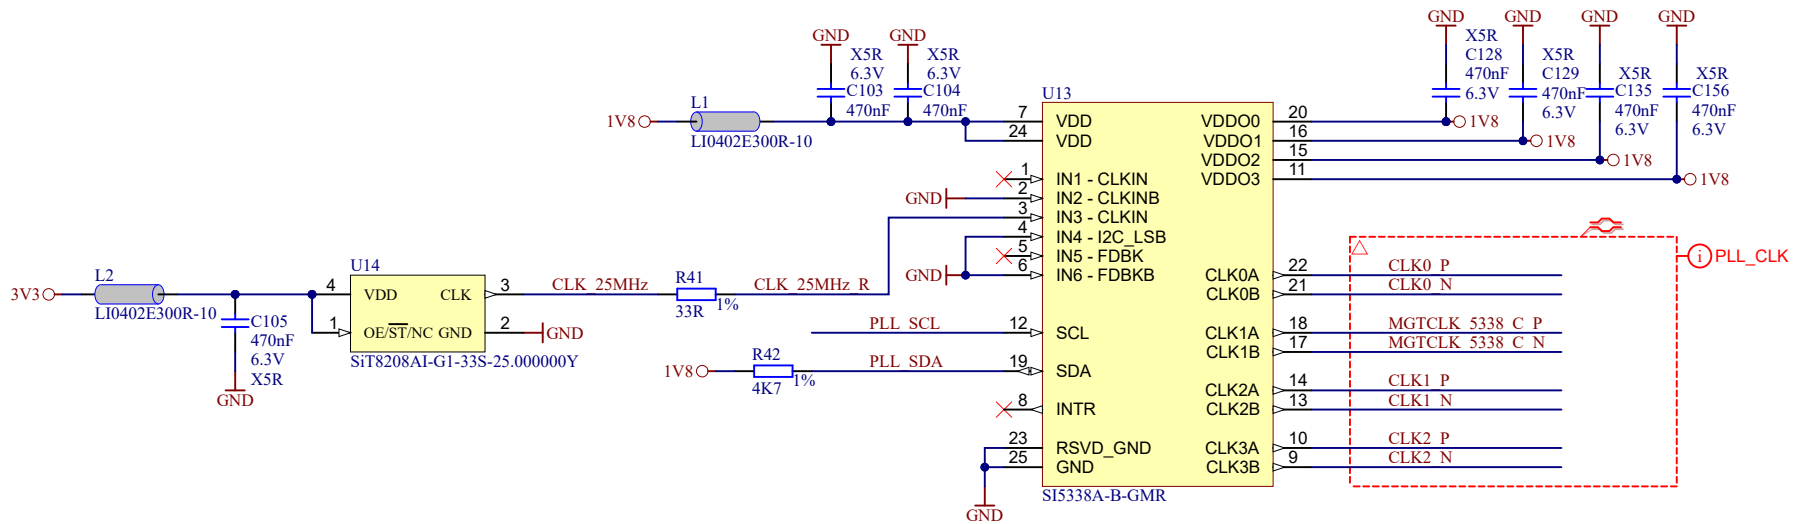 GND
GND
GND
GND
GND
GND
X5R
6.3V
C103
470nF
X5R
6.3V
C104
470nF
X5R
C128
470nF
6.3V
X5R
C129
470nF
6.3V
X5R
C135
470nF
6.3V
X5R
C156
470nF
6.3V
L1
1V8
LI0402E300R-10
U13
7 VDD
24 VDD
1 IN1 - CLKIN
2 IN2 - CLKINB
3 IN3 - CLKIN
4 IN4 - I2C_LSB
5 IN5 - FDBK
6 IN6 - FDBKB
12 SCL
19 SDA
8 INTR
23 RSVD_GND
25 GND
VDDO0 20
VDDO1 16
VDDO2 15
VDDO3 11
CLK0A 22
CLK0B 21
CLK1A 18
CLK1B 17
CLK2A 14
CLK2B 13
CLK3A 10
CLK3B 9
SI5338A-B-GMR
1V8
1V8
1V8
1V8
GND
GND
L2
3V3
LI0402E300R-10
C105
470nF
6.3V
X5R
GND
U14
4 VDD
CLK 3
1 OE/ST/NC
GND 2
SiT8208AI-G1-33S-25.000000Y
GND
CLK_25MHz
R41
33R
1%
CLK_25MHz_R
PLL_SCL
1V8
R42
4K7
1%
PLL_SDA
GND
CLK0_P
CLK0_N
MGTCLK_5338_C_P
MGTCLK_5338_C_N
CLK1_P
CLK1_N
CLK2_P
CLK2_N
i PLL_CLK